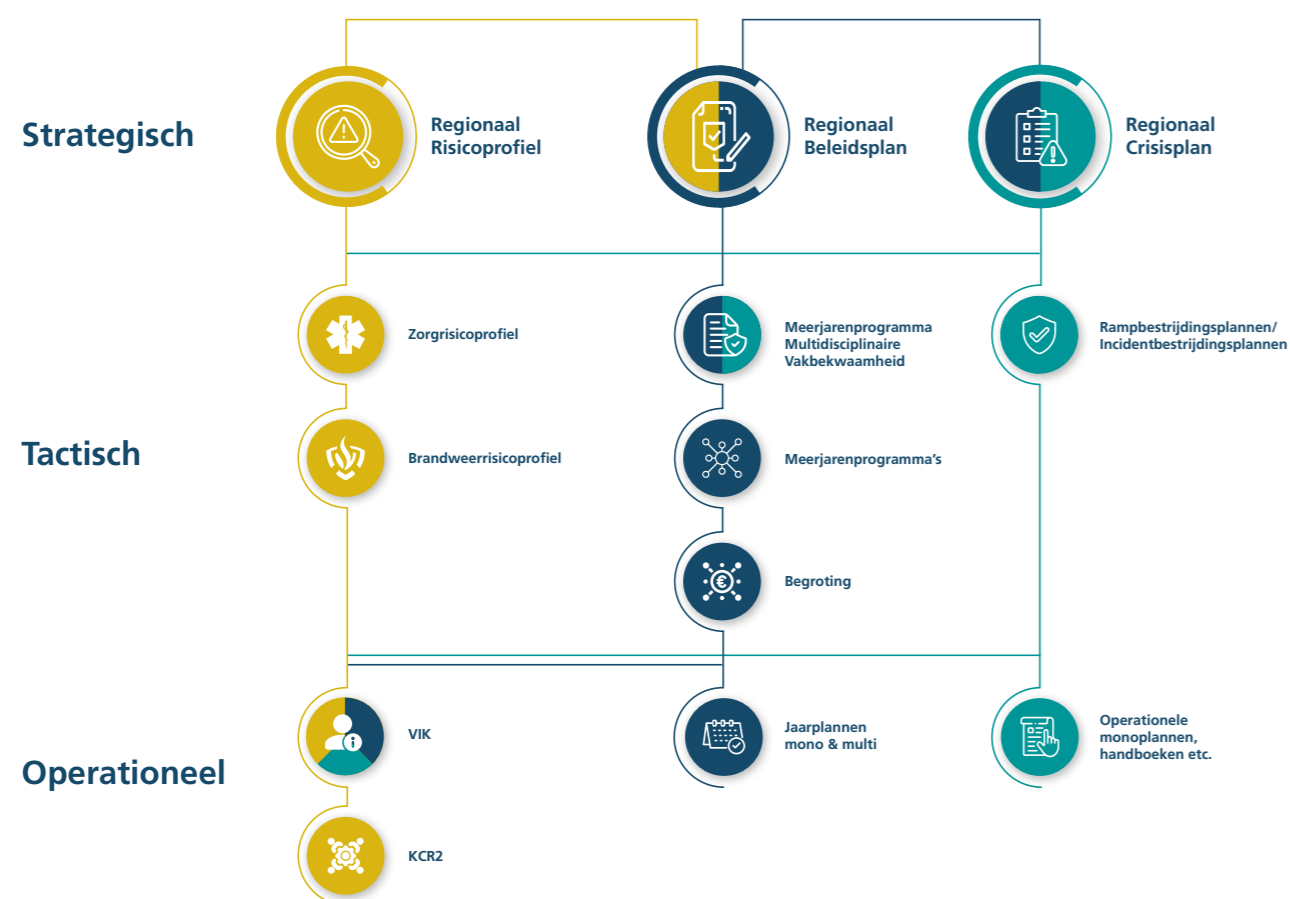 Strategisch
Regionaal
Risicoprofiel
Regionaal
Beleidsplan
Regionaal
Crisisplan
Tactisch
Zorgrisicoprofiel
Meerjarenprogramma
Multidisciplinaire
Vakbekwaamheid
Rampbestrijdingsplannen/
Incidentbestrijdingsplannen
Brandweerrisicoprofiel
Meerjarenprogramma's
€
Begroting
Operationeel
i
VIK
Jaarplannen
mono & multi
Operationele
monoplannen,
handboeken etc.
KCR2